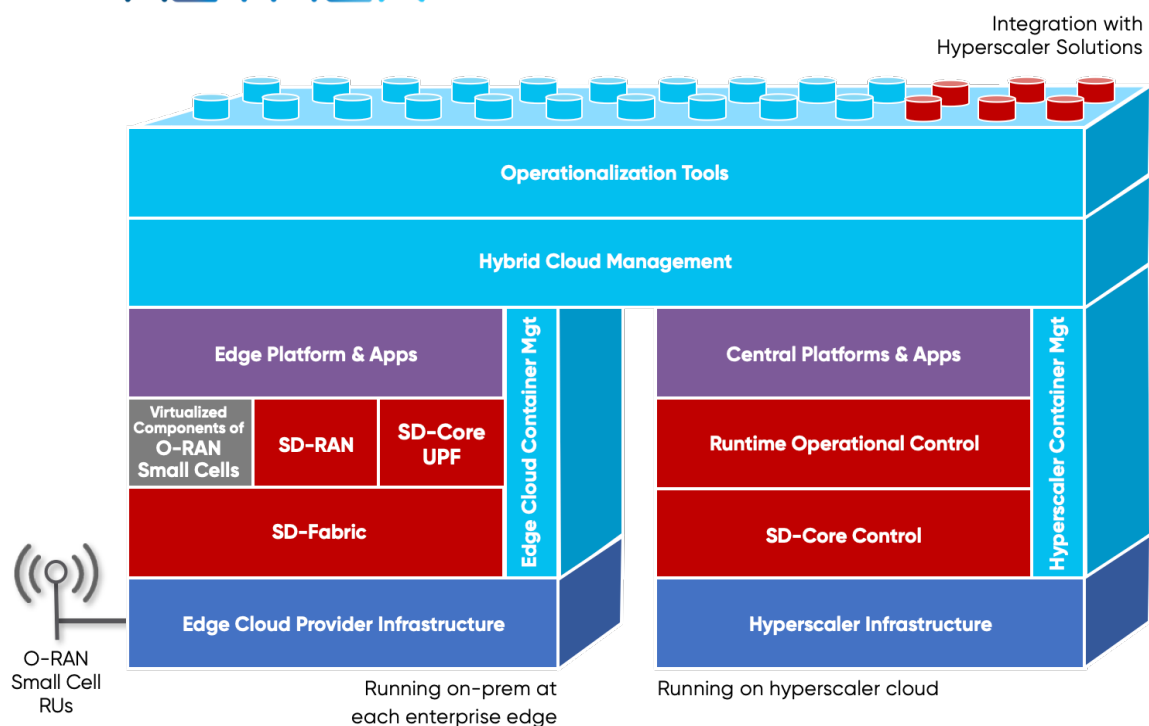 Integration with
Hyperscaler Solutions
Operationalization Tools
Hybrid Cloud Management
Edge Platform & Apps
Edge Cloud Container Mgt
Central Platforms & Apps
Hyperscaler Container Mgt
Virtualized
Components of
O-RAN
Small Cells
SD-RAN
SD-Core
UPF
Runtime Operational Control
SD-Fabric
SD-Core Control
Edge Cloud Provider Infrastructure
Hyperscaler Infrastructure
O-RAN
Small Cell
RUs
Running on-prem at
each enterprise edge
Running on hyperscaler cloud